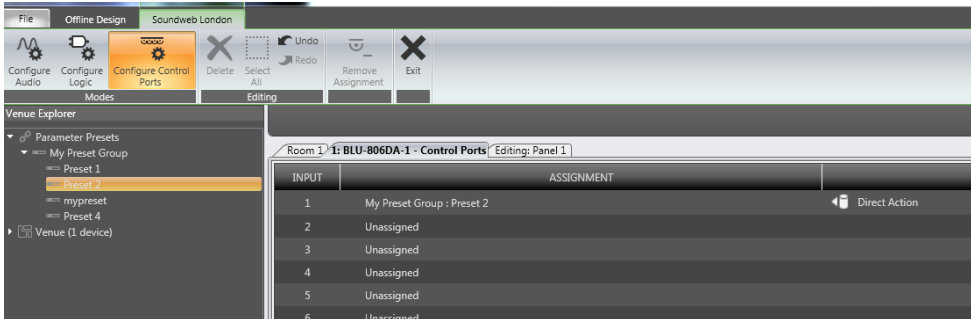 File Offline Design Soundweb London
Configure Audio Configure Logic Configure Control Ports Delete Select All Undo Redo Remove Assignment Exit
Modes Editing
Venue Explorer
Parameter Presets
My Preset Group
Preset 1
Preset 2
mypreset
Preset 4
Venue (1 device)
Room 1 1: BLU-806DA-1 - Control Ports Editing: Panel 1
INPUT ASSIGNMENT
1 My Preset Group : Preset 2 Direct Action
2 Unassigned
3 Unassigned
4 Unassigned
5 Unassigned
6 Unassigned